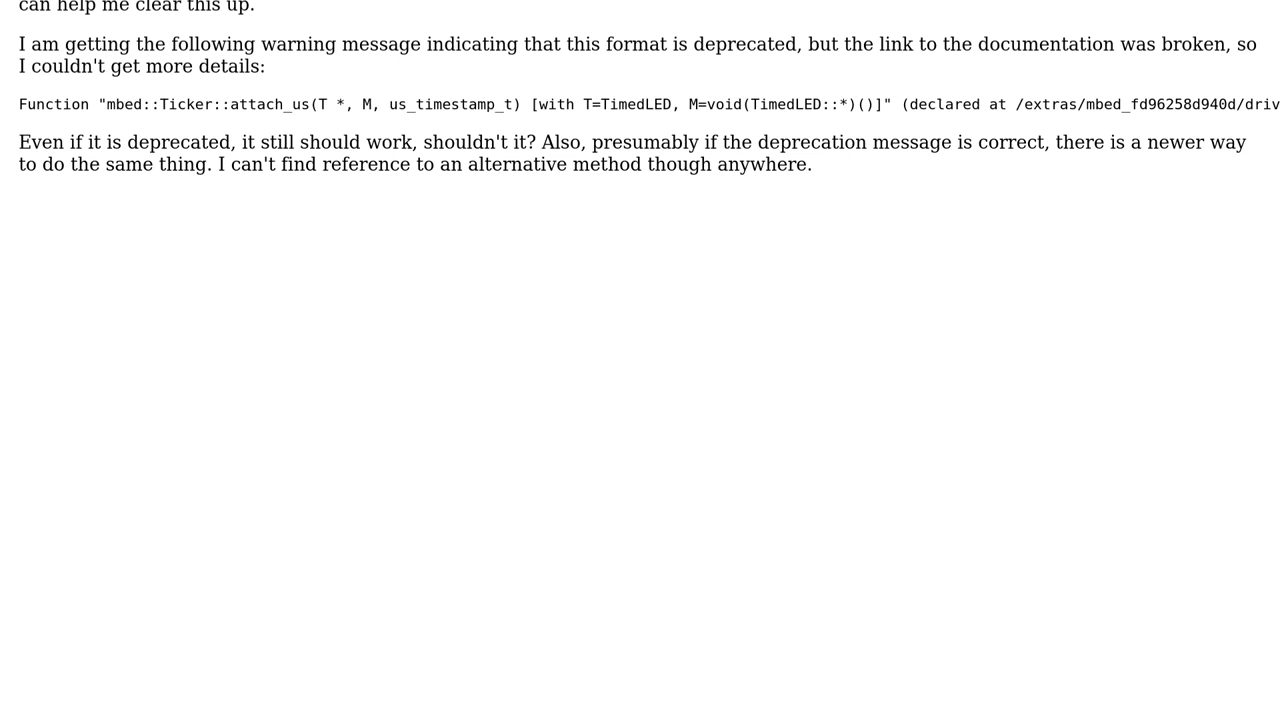 can help me clear this up.
I am getting the following warning message indicating that this format is deprecated, but the link to the documentation was broken, so
I couldn't get more details:
Function "mbed::Ticker::attach_us(T *, M, us_timestamp_t) [with T=TimedLED, M=void(TimedLED::*)()]" (declared at /extras/mbed_fd96258d940d/driv
Even if it is deprecated, it still should work, shouldn't it? Also, presumably if the deprecation message is correct, there is a newer way
to do the same thing. I can't find reference to an alternative method though anywhere.